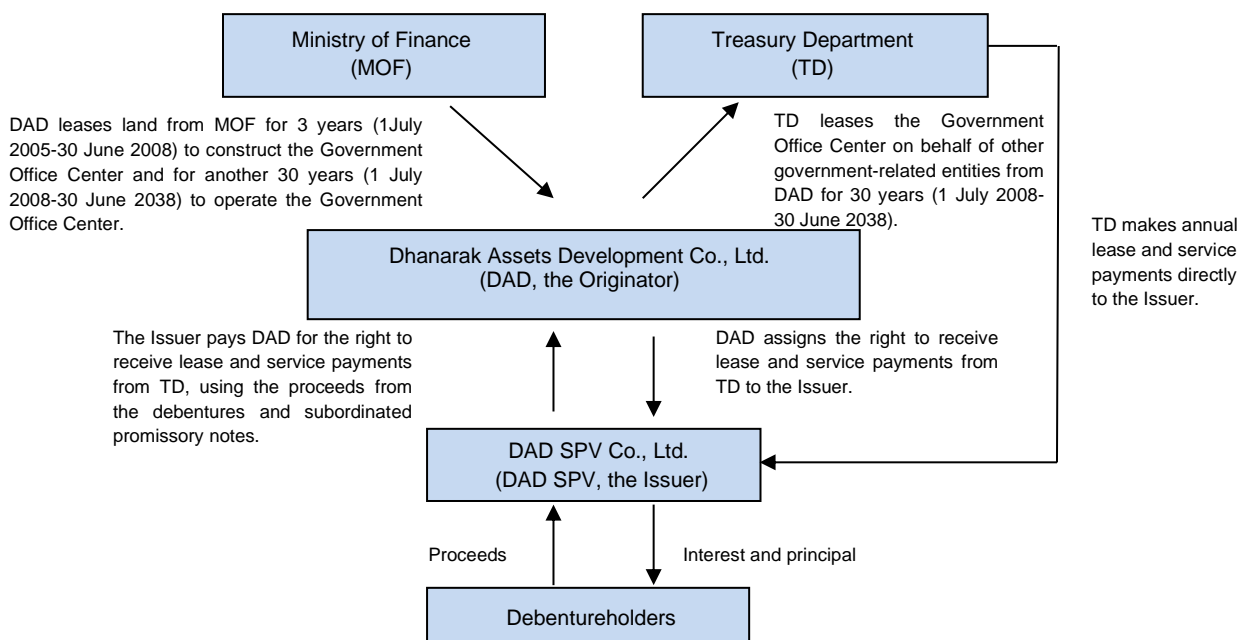 Ministry of Finance
(MOF)
Treasury Department
(TD)
DAD leases land from MOF for 3 years (1July
2005-30 June 2008) to construct the Government
Office Center and for another 30 years (1 July
2008-30 June 2038) to operate the Government
Office Center.
TD leases the Government
Office Center on behalf of other
government-related entities from
DAD for 30 years (1 July 2008-
30 June 2038).
TD makes annual
lease and service
payments directly
to the Issuer.
Dhanarak Assets Development Co., Ltd.
(DAD, the Originator)
The Issuer pays DAD for the right to
receive lease and service payments
from TD, using the proceeds from
the debentures and subordinated
promissory notes.
DAD assigns the right to receive
lease and service payments from
TD to the Issuer.
DAD SPV Co., Ltd.
(DAD SPV, the Issuer)
Proceeds
Interest and principal
Debentureholders